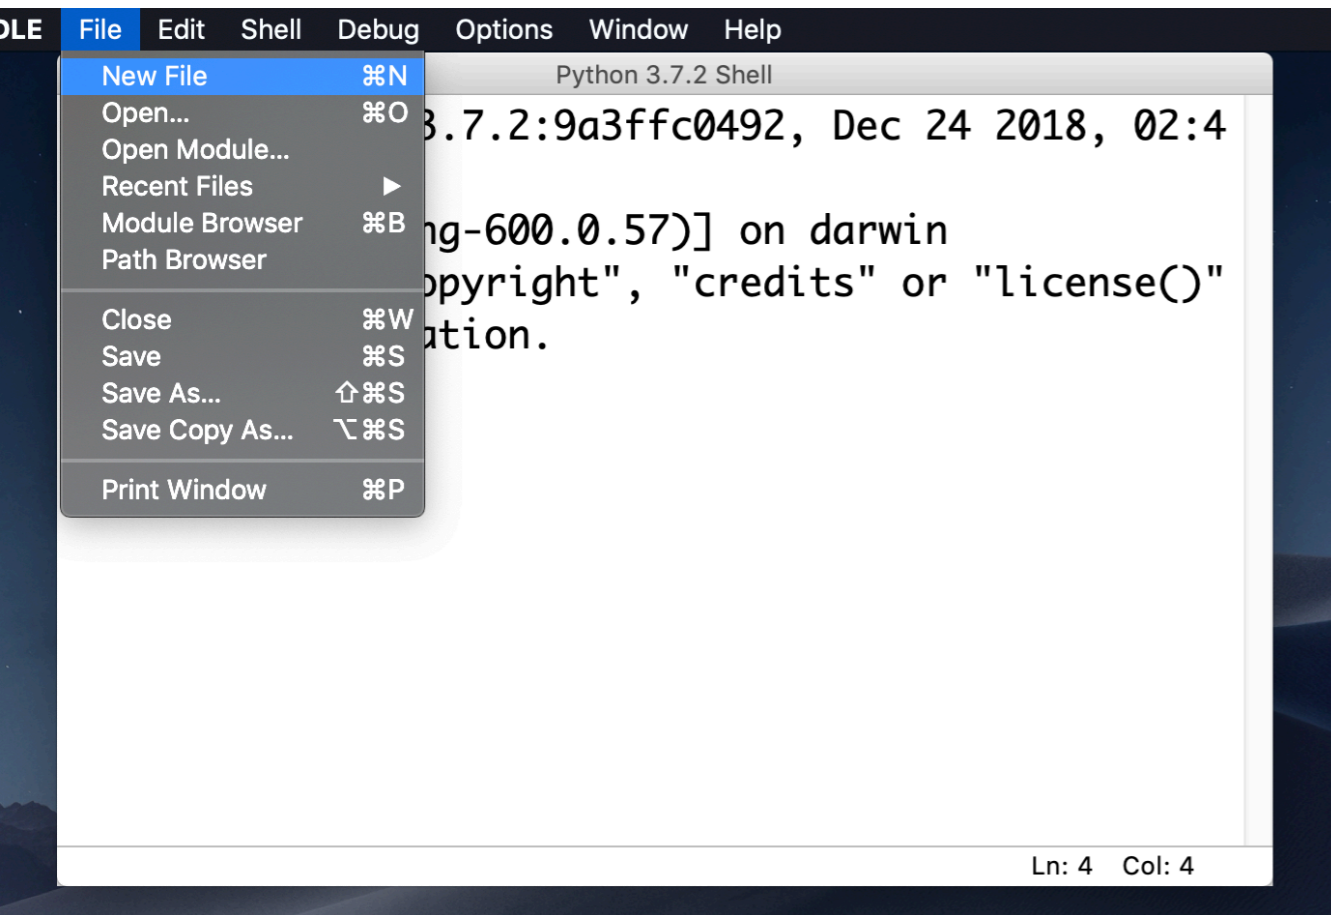 DLE File Edit Shell Debug Options Window Help
Python 3.7.2 Shell
New File ⌘N
Open... ⌘O
Open Module...
Recent Files ▶
Module Browser ⌘B
Path Browser
Close ⌘W
Save ⌘S
Save As... ⇧⌘S
Save Copy As... ⌥⌘S
Print Window ⌘P
3.7.2:9a3ffc0492, Dec 24 2018, 02:4
ng-600.0.57)] on darwin
opyright", "credits" or "license()"
ation.
Ln: 4 Col: 4